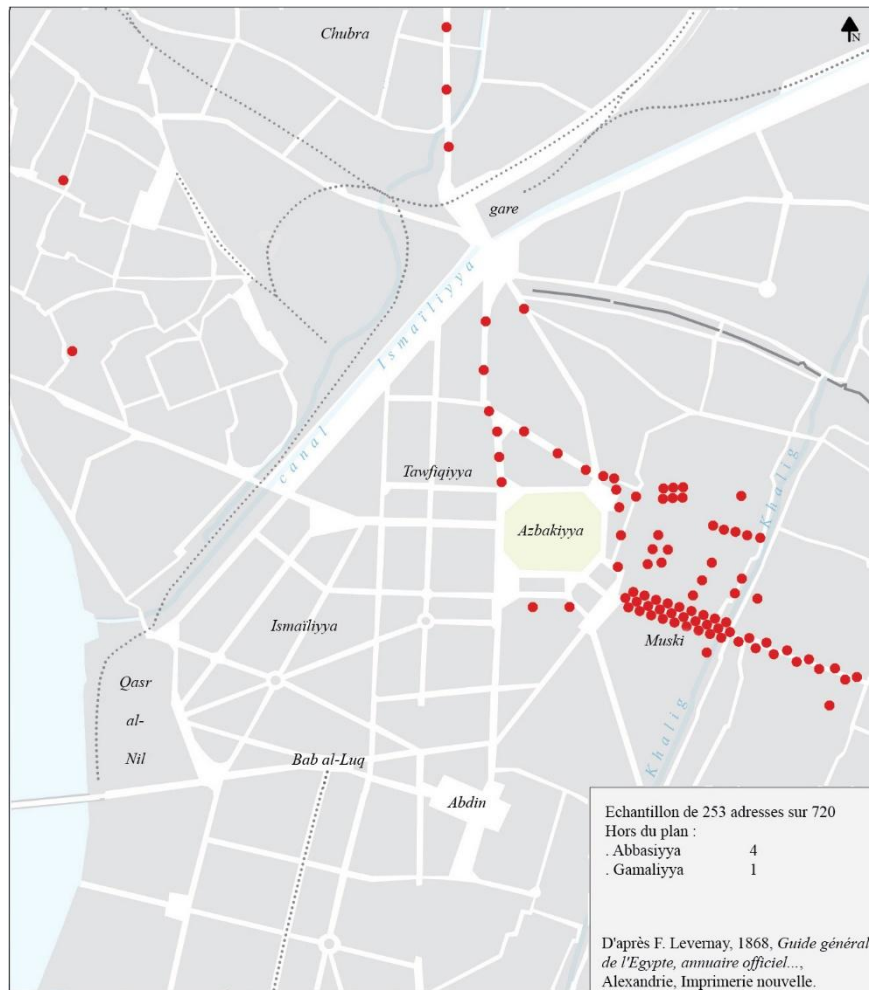 Chubra
N
gare
canal Ismaïliyya
Tawfiqiyya
Azbakiyya
Khalig
Ismaïliyya
Muski
Qasr
al-
Nil
Khalig
Bab al-Luq
Abdin
Echantillon de 253 adresses sur 720
Hors du plan :
. Abbasiyya 4
. Gamaliyya 1
D'après F. Levernay, 1868, Guide général
de l'Egypte, annuaire officiel...,
Alexandrie, Imprimerie nouvelle.